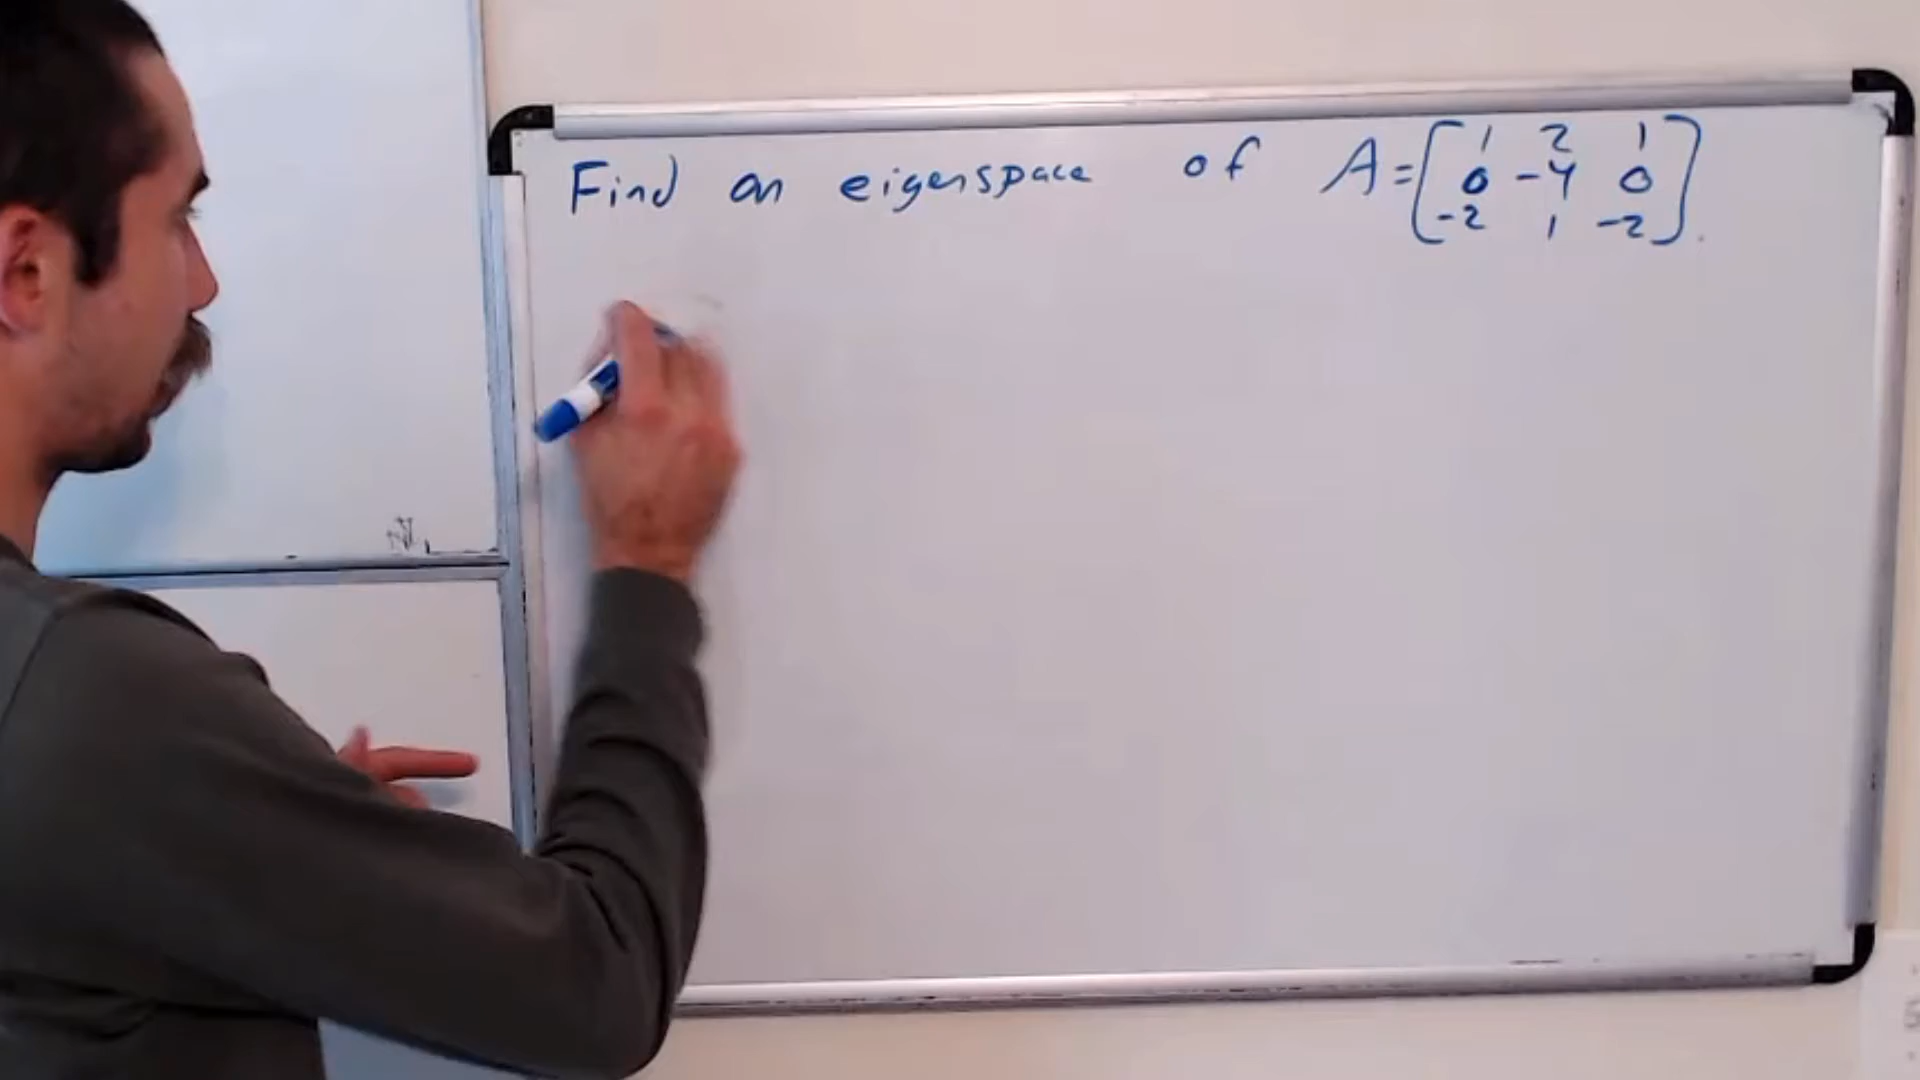 Find an eigenspace of A = [ 1 2 1
0 -4 0
-2 1 -2 ].